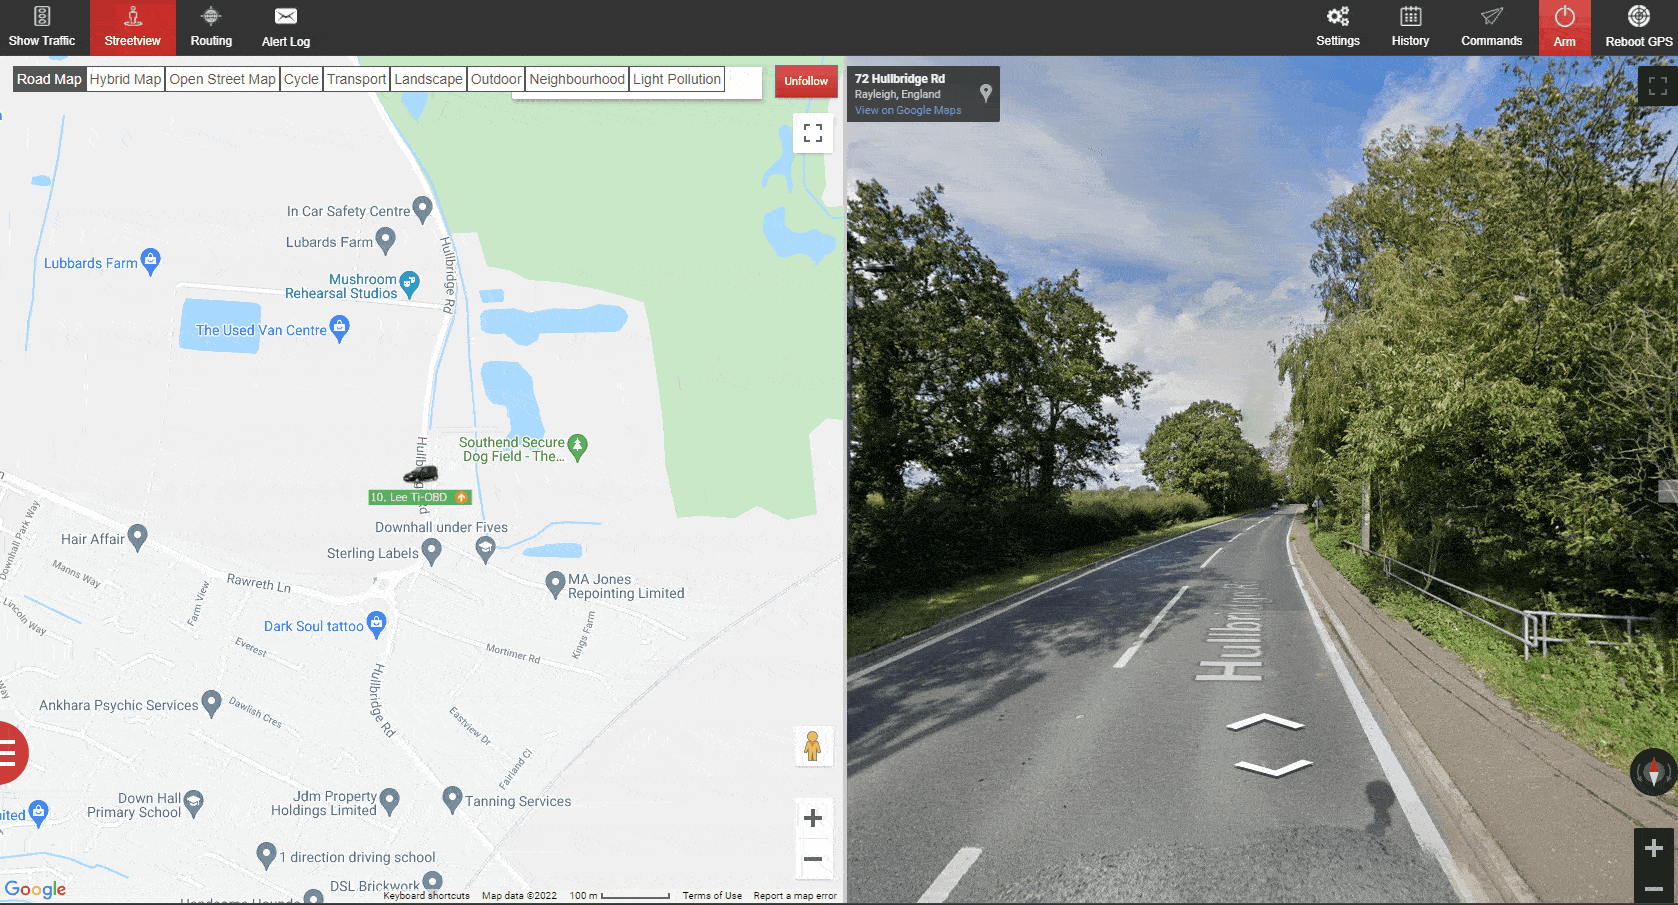 Show Traffic
Streetview
Routing
Alert Log
Settings
History
Commands
Arm
Reboot GPS
Road Map
Hybrid Map
Open Street Map
Cycle
Transport
Landscape
Outdoor
Neighbourhood
Light Pollution
Unfollow
72 Hullbridge Rd
Rayleigh, England
View on Google Maps
In Car Safety Centre
Lubards Farm
Hullbridge Rd
Lubbards Farm
Mushroom
Rehearsal Studios
The Used Van Centre
Southend Secure
Dog Field - The...
10. Lee Ti-OBD
Downhall under Fives
Sterling Labels
Hair Affair
Downhall Park Way
Manns Way
Rawreth Ln
MA Jones
Repointing Limited
Farm View
Lincoln Way
Dark Soul tattoo
Kings Farm
Everest
Mortimer Rd
Hullbridge Rd
Ankhara Psychic Services
Dawlish Cres
Eastview Dr
Fairland Cl
Down Hall
Primary School
Jdm Property
Holdings Limited
Tanning Services
1 direction driving school
DSL Brickwork
Google
Keyboard shortcuts
Map data ©2022
100 m
Terms of Use
Report a map error